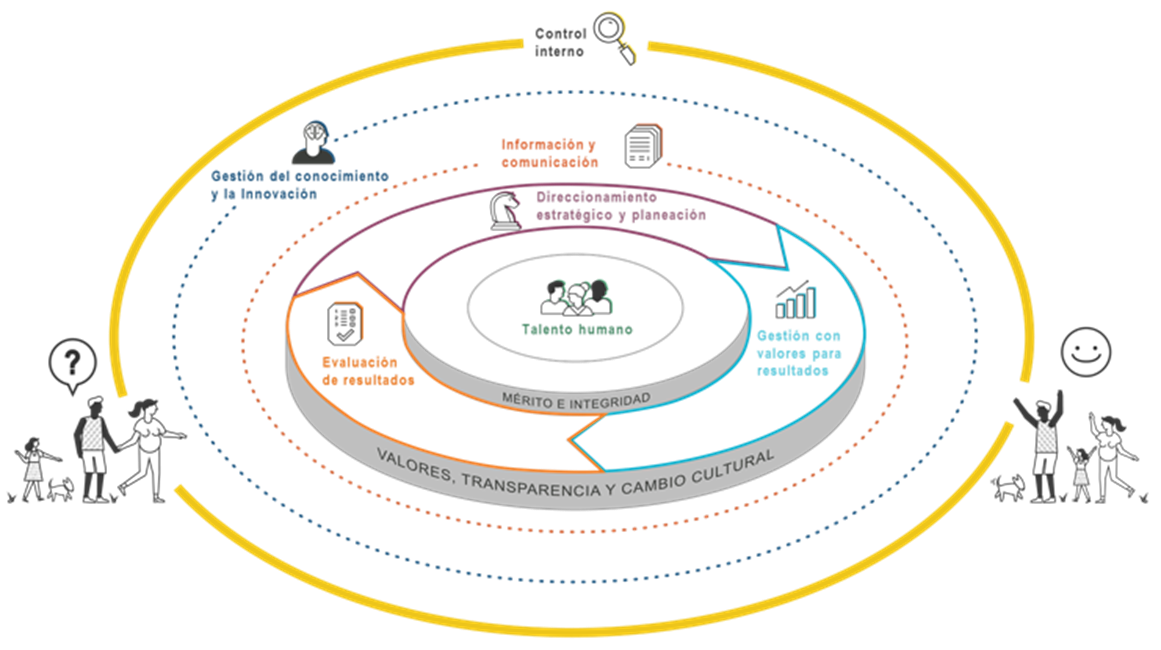 Control
interno
Gestión del conocimiento
y la Innovación
Información y
comunicación
Direccionamiento
estratégico y planeación
Talento humano
Gestión con
valores para
resultados
Evaluación
de resultados
MÉRITO E INTEGRIDAD
VALORES, TRANSPARENCIA Y CAMBIO CULTURAL
?